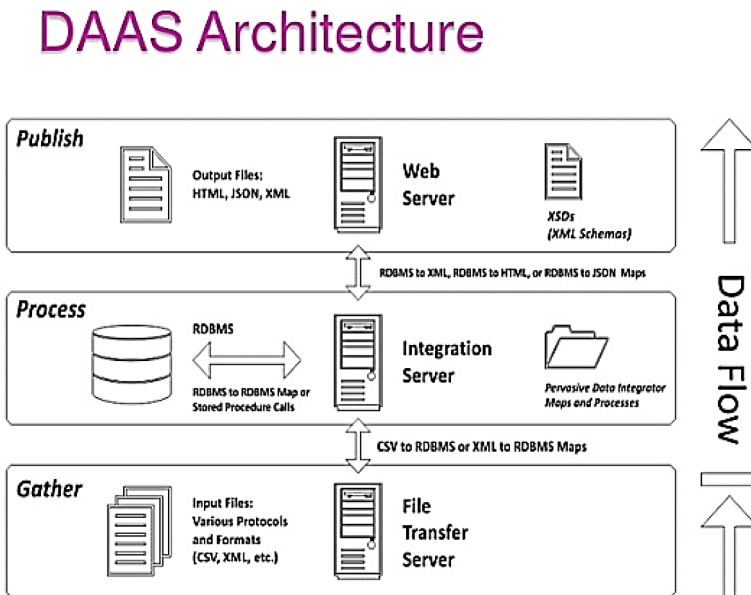 DAAS Architecture
Publish
Output Files:
HTML, JSON, XML
Web
Server
XSDs
(XML Schemas)
RDBMS to XML, RDBMS to HTML, or RDBMS to JSON Maps
Process
RDBMS
RDBMS to RDBMS Map or
Stored Procedure Calls
Integration
Server
Pervasive Data Integrator
Maps and Processes
CSV to RDBMS or XML to RDBMS Maps
Gather
Input Files:
Various Protocols
and Formats
(CSV, XML, etc.)
File
Transfer
Server
Data Flow